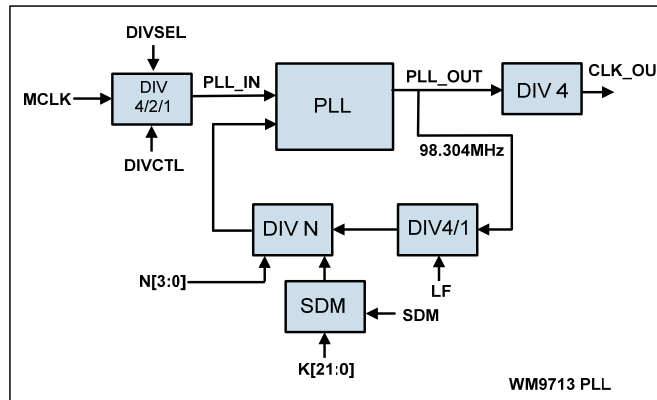 DIVSEL
MCLK
DIV
4/2/1
DIVCTL
PLL_IN
PLL
PLL_OUT
DIV 4
CLK_OU
98.304MHz
DIV N
DIV4/1
N[3:0]
LF
SDM
SDM
K[21:0]
WM9713 PLL